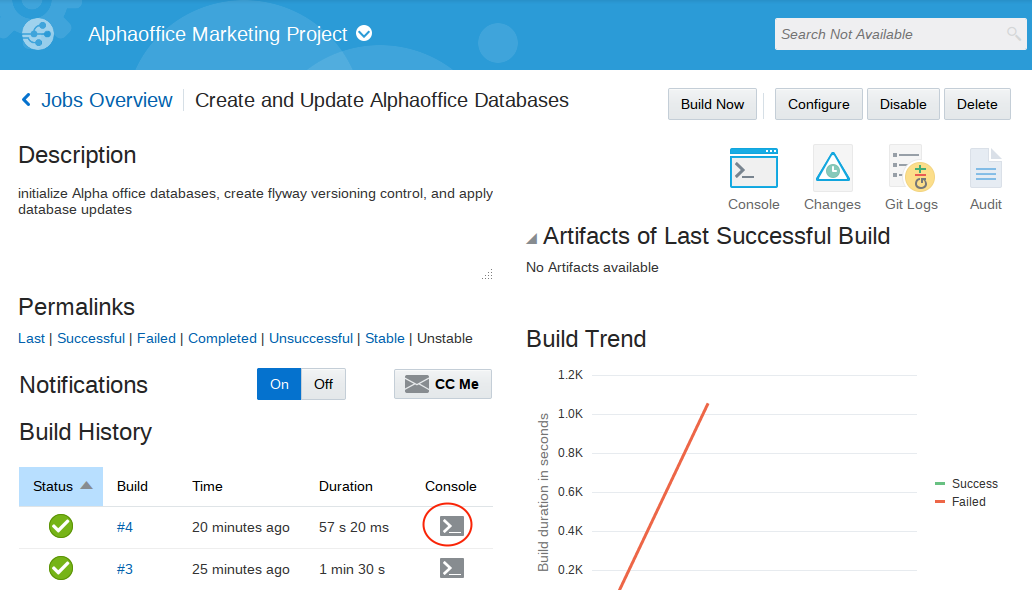 Alphaoffice Marketing Project
Search Not Available
Jobs Overview
Create and Update Alphaoffice Databases
Build Now
Configure
Disable
Delete
Description
initialize Alpha office databases, create flyway versioning control, and apply
database updates
Console
Changes
Git Logs
Audit
Artifacts of Last Successful Build
No Artifacts available
Permalinks
Last | Successful | Failed | Completed | Unsuccessful | Stable | Unstable
Notifications
On
Off
CC Me
Build History
Status
Build
Time
Duration
Console
#4
20 minutes ago
57 s 20 ms
#3
25 minutes ago
1 min 30 s
Build Trend
Build duration in seconds
1.2K
1.0K
0.8K
0.6K
0.4K
0.2K
Success
Failed